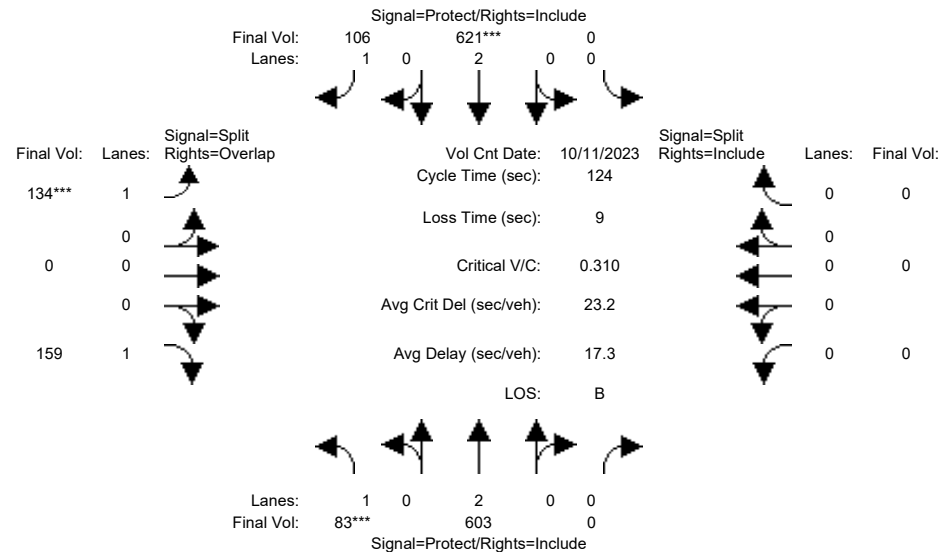 Signal=Protect/Rights=Include
Final Vol: 106 621*** 0
Lanes: 1 0 2 0 0
Signal=Split Signal=Split
Final Vol: Lanes: Rights=Overlap Vol Cnt Date: 10/11/2023 Rights=Include Lanes: Final Vol:
Cycle Time (sec): 124
134*** 1 0 0
Loss Time (sec): 9
0 0
0 0 Critical V/C: 0.310 0 0
0 Avg Crit Del (sec/veh): 23.2 0
159 1 Avg Delay (sec/veh): 17.3 0 0
LOS: B
Lanes: 1 0 2 0 0
Final Vol: 83*** 603 0
Signal=Protect/Rights=Include